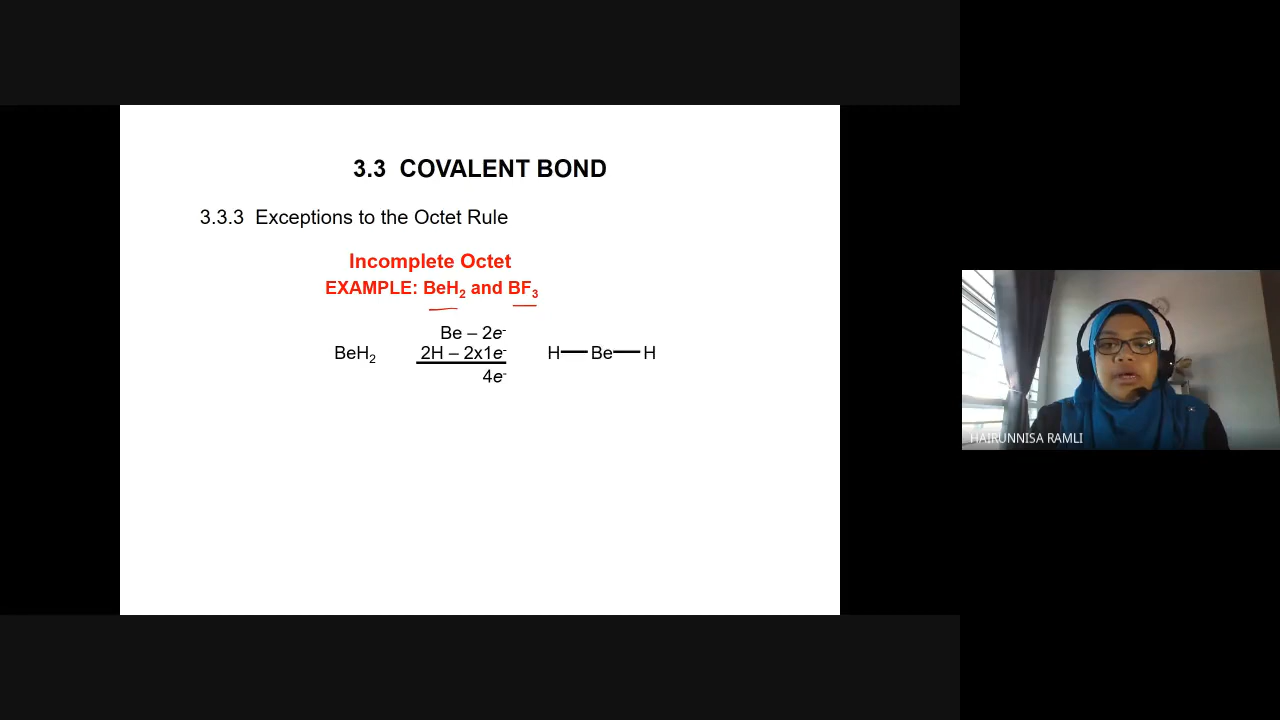 3.3 COVALENT BOND
3.3.3 Exceptions to the Octet Rule
Incomplete Octet
EXAMPLE: BeH₂ and BF₃
Be – 2e⁻
BeH₂ 2H – 2x1e⁻ H—Be—H
4e⁻
HAIRUNNISA RAMLI